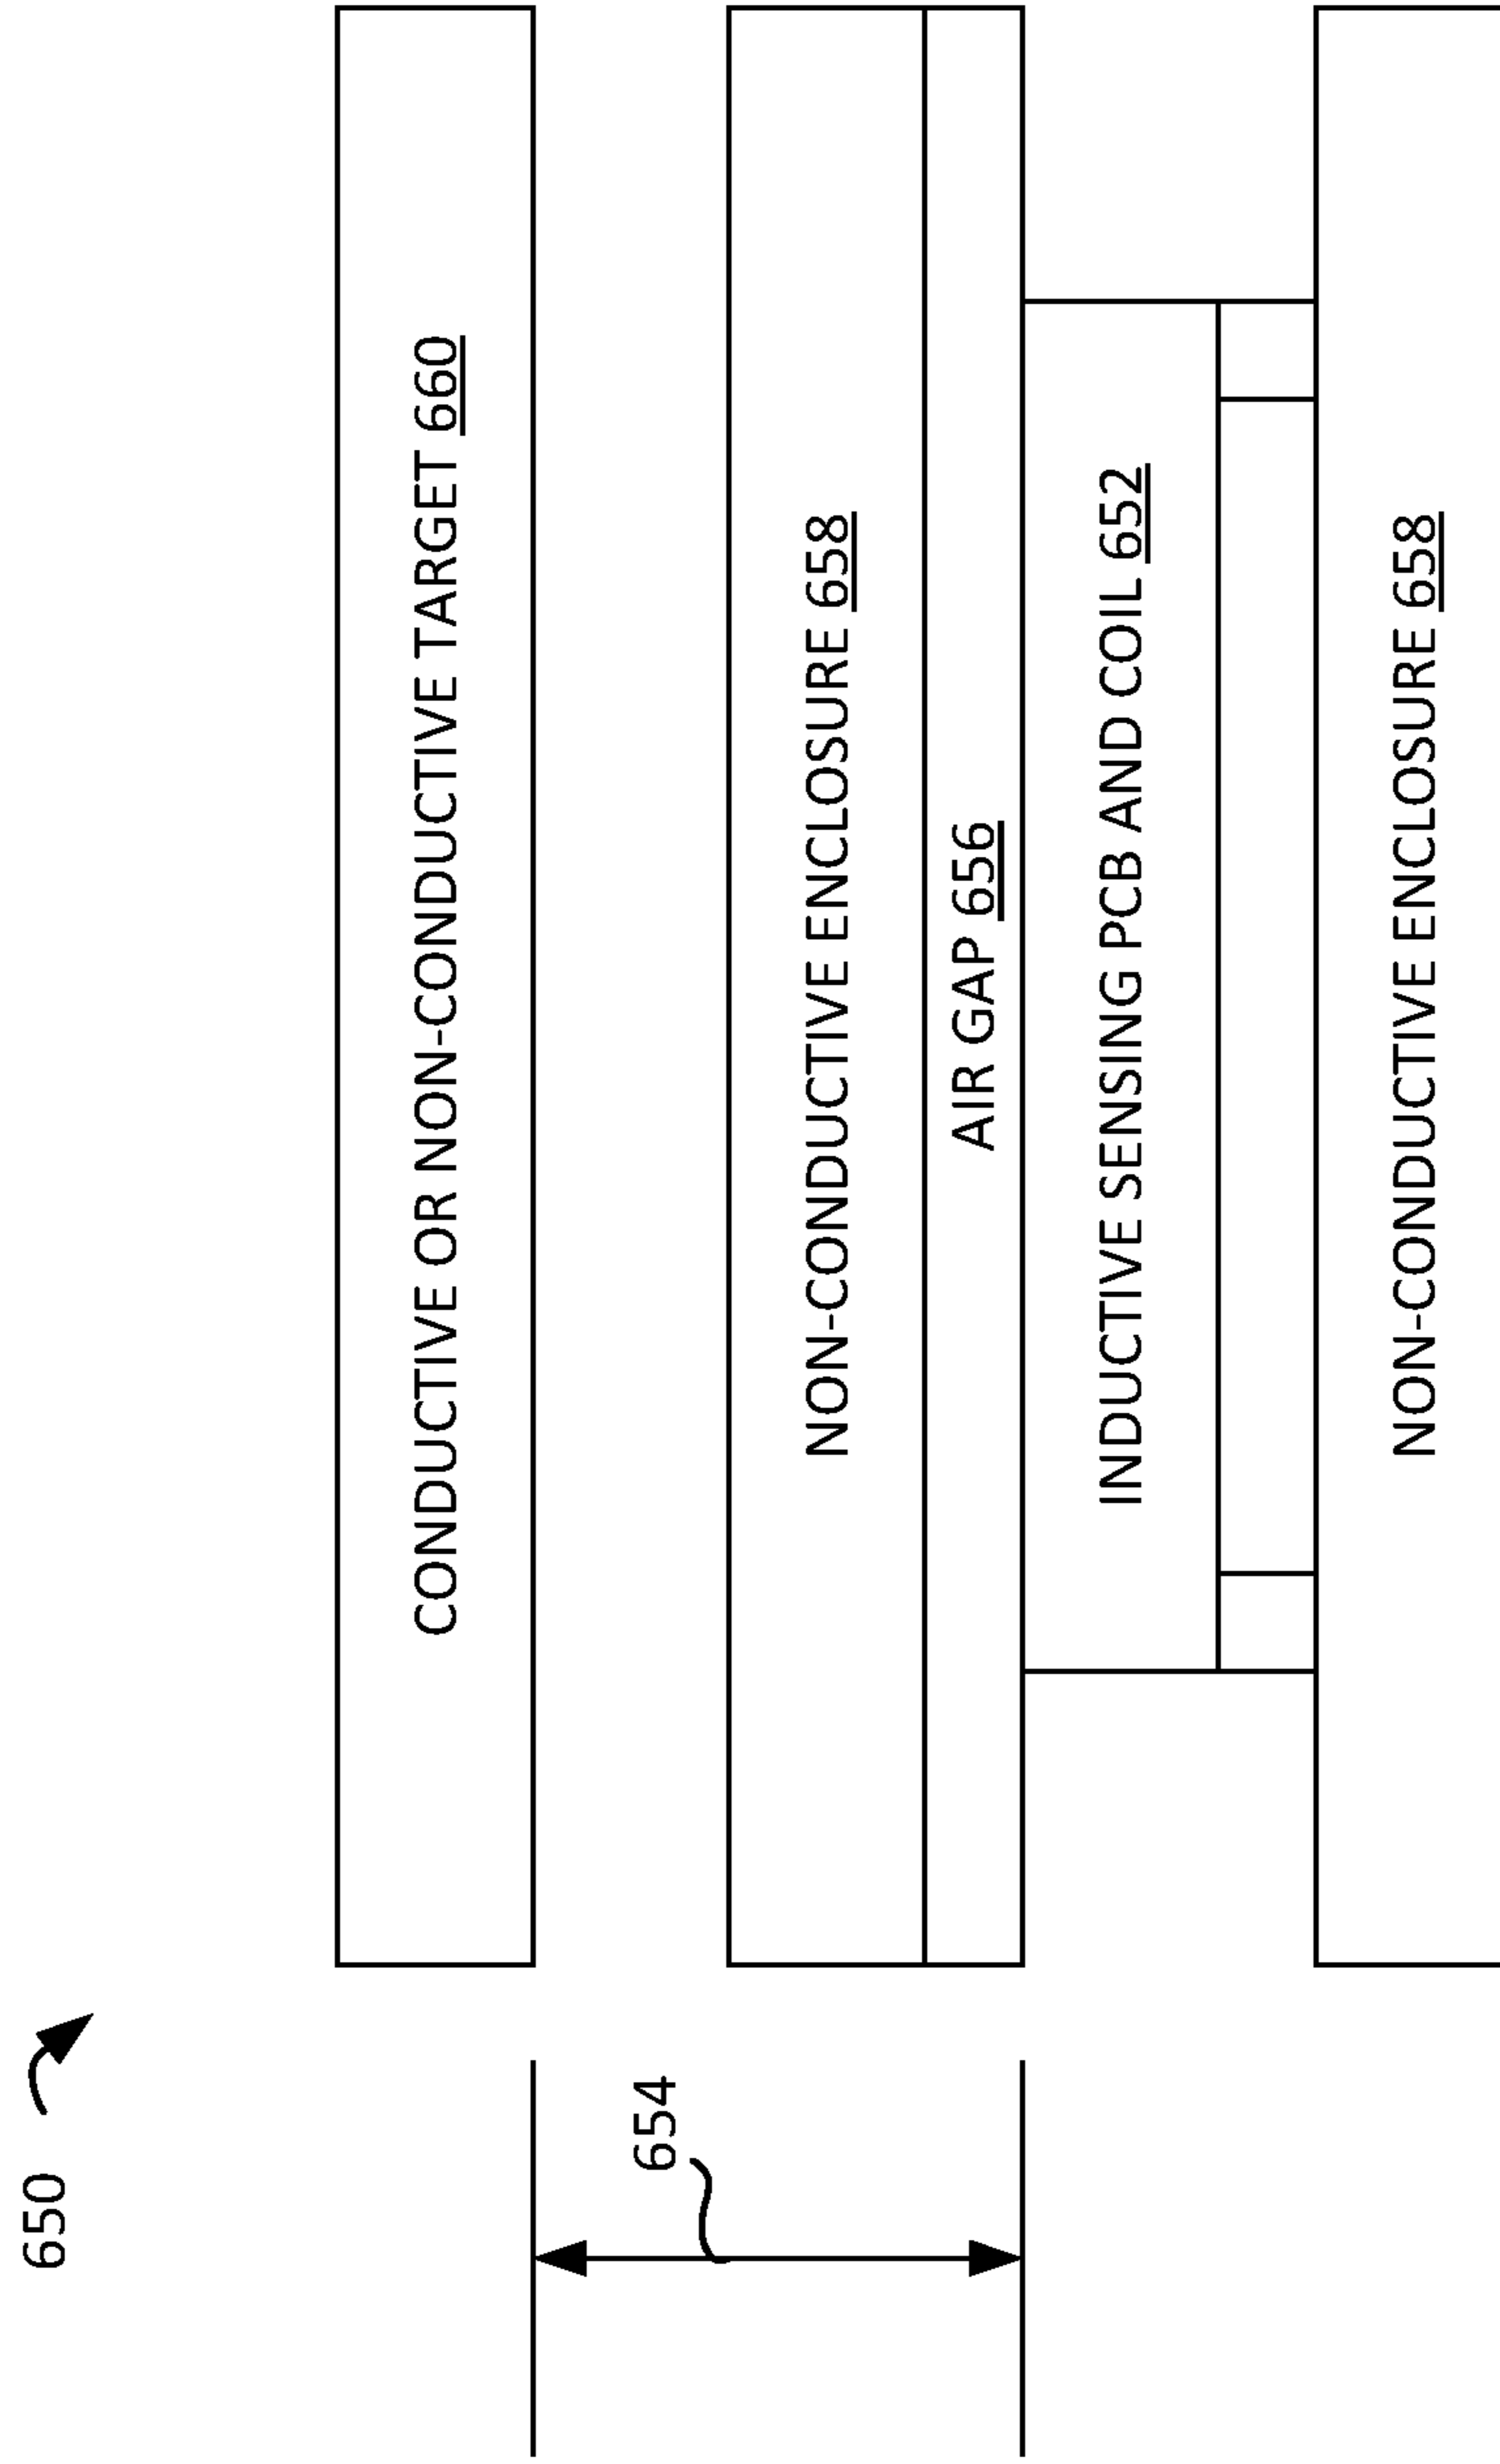 650
CONDUCTIVE OR NON-CONDUCTIVE TARGET 660
654
NON-CONDUCTIVE ENCLOSURE 658
AIR GAP 656
INDUCTIVE SENSING PCB AND COIL 652
NON-CONDUCTIVE ENCLOSURE 658